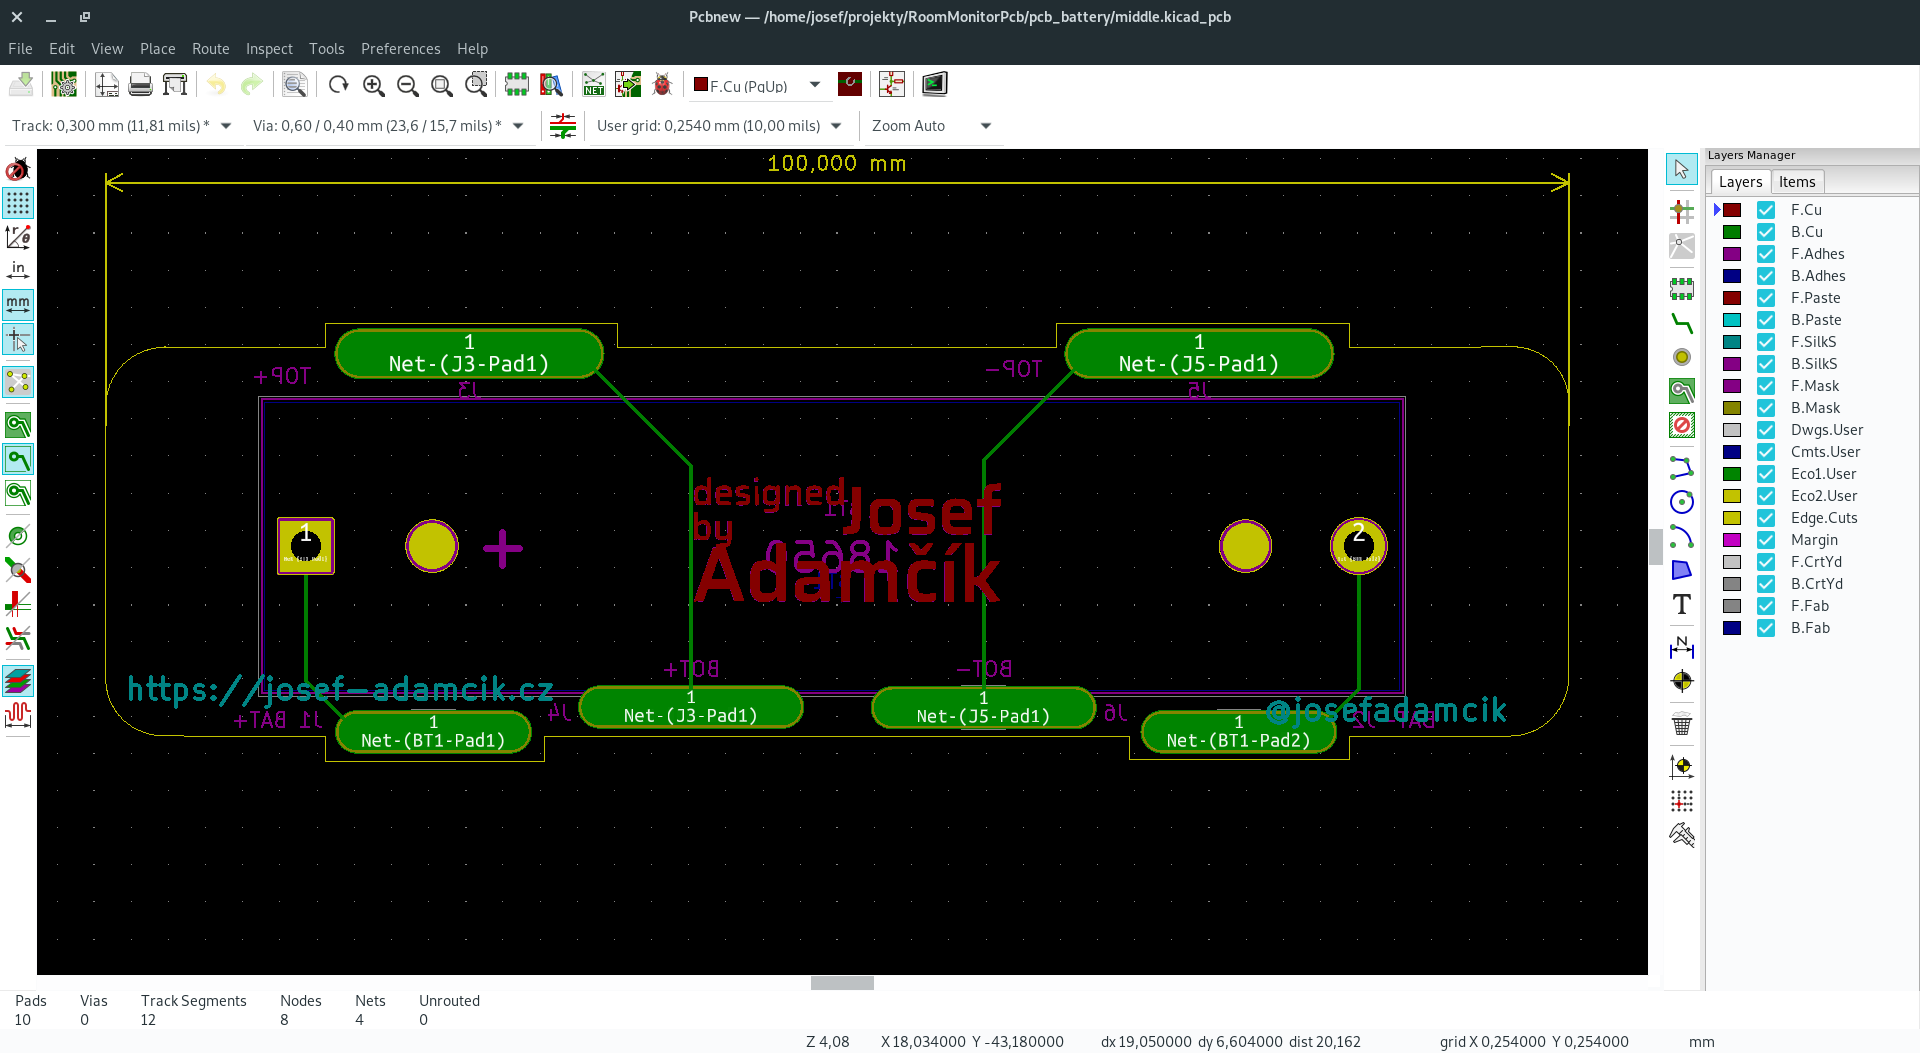 Pcbnew — /home/josef/projekty/RoomMonitorPcb/pcb_battery/middle.kicad_pcb
File Edit View Place Route Inspect Tools Preferences Help
NET
F.Cu (PgUp)
Track: 0,300 mm (11,81 mils) *
Via: 0,60 / 0,40 mm (23,6 / 15,7 mils) *
User grid: 0,2540 mm (10,00 mils)
Zoom Auto
in
mm
100,000 mm
1
Net-(J3-Pad1)
1
Net-(J5-Pad1)
TOP+
TOP-
J3
J5
designed
by
Josef
Adamčík
18650
1
+
2
BOT+
BOT-
https://josef-adamcik.cz
@josefadamcik
BAT+ J1
J4
J6
BAT- J2
1
Net-(J3-Pad1)
1
Net-(J5-Pad1)
1
Net-(BT1-Pad1)
1
Net-(BT1-Pad2)
T
N
Layers Manager
Layers Items
F.Cu
B.Cu
F.Adhes
B.Adhes
F.Paste
B.Paste
F.SilkS
B.SilkS
F.Mask
B.Mask
Dwgs.User
Cmts.User
Eco1.User
Eco2.User
Edge.Cuts
Margin
F.CrtYd
B.CrtYd
F.Fab
B.Fab
Pads Vias Track Segments Nodes Nets Unrouted
10 0 12 8 4 0
Z 4,08 X 18,034000 Y -43,180000 dx 19,050000 dy 6,604000 dist 20,162 grid X 0,254000 Y 0,254000 mm